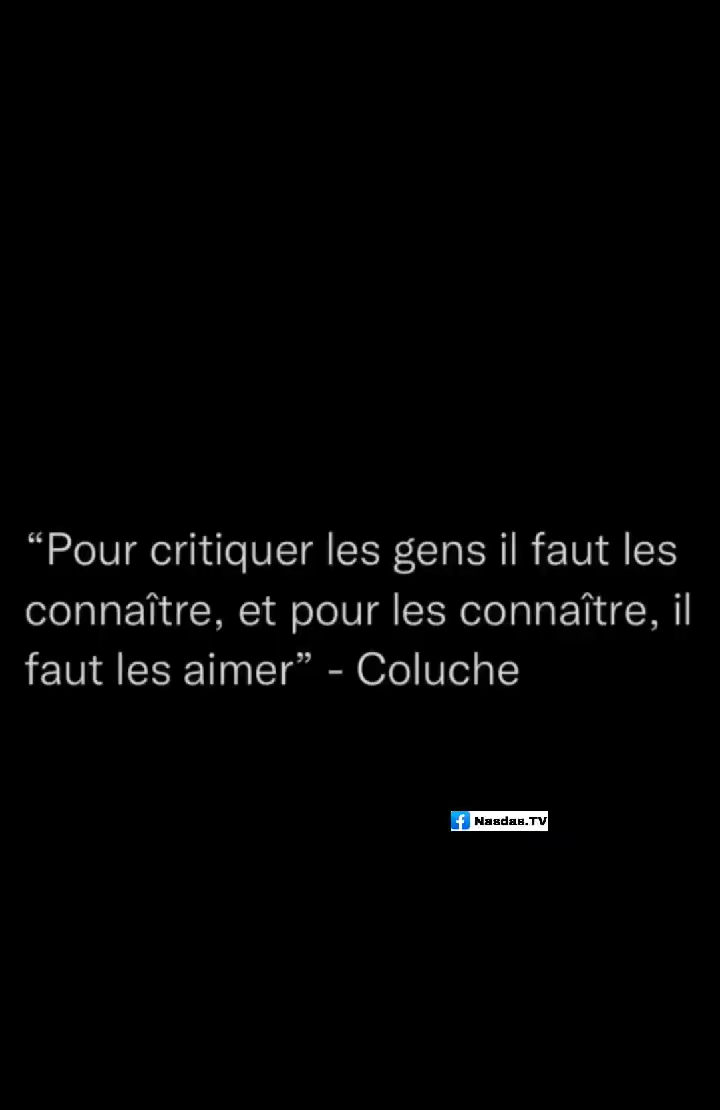 “Pour critiquer les gens il faut les
connaître, et pour les connaître, il
faut les aimer” - Coluche
Nasdas.TV